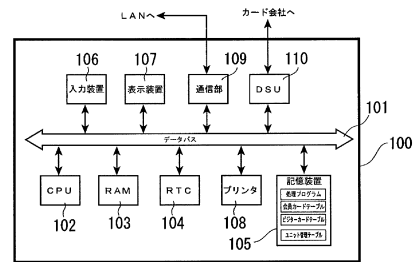 LANへ
カード会社へ
106
107
109
110
入力装置
表示装置
通信部
DSU
101
データバス
100
CPU
RAM
RTC
プリンタ
記憶装置
処理プログラム
会員カードテーブル
ビジターカードテーブル
ユニット管理テーブル
102
103
104
108
105